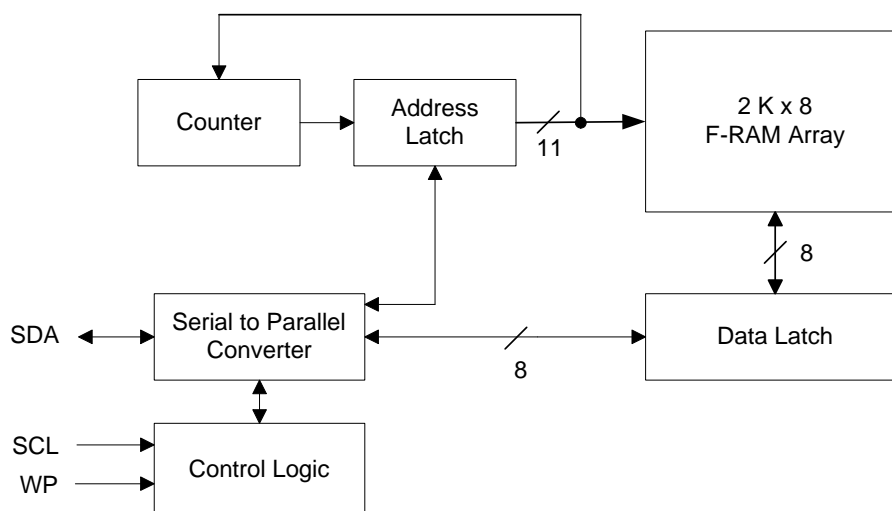 Counter
Address
Latch
11
2 K x 8
F-RAM Array
8
SDA
Serial to Parallel
Converter
8
Data Latch
SCL
WP
Control Logic